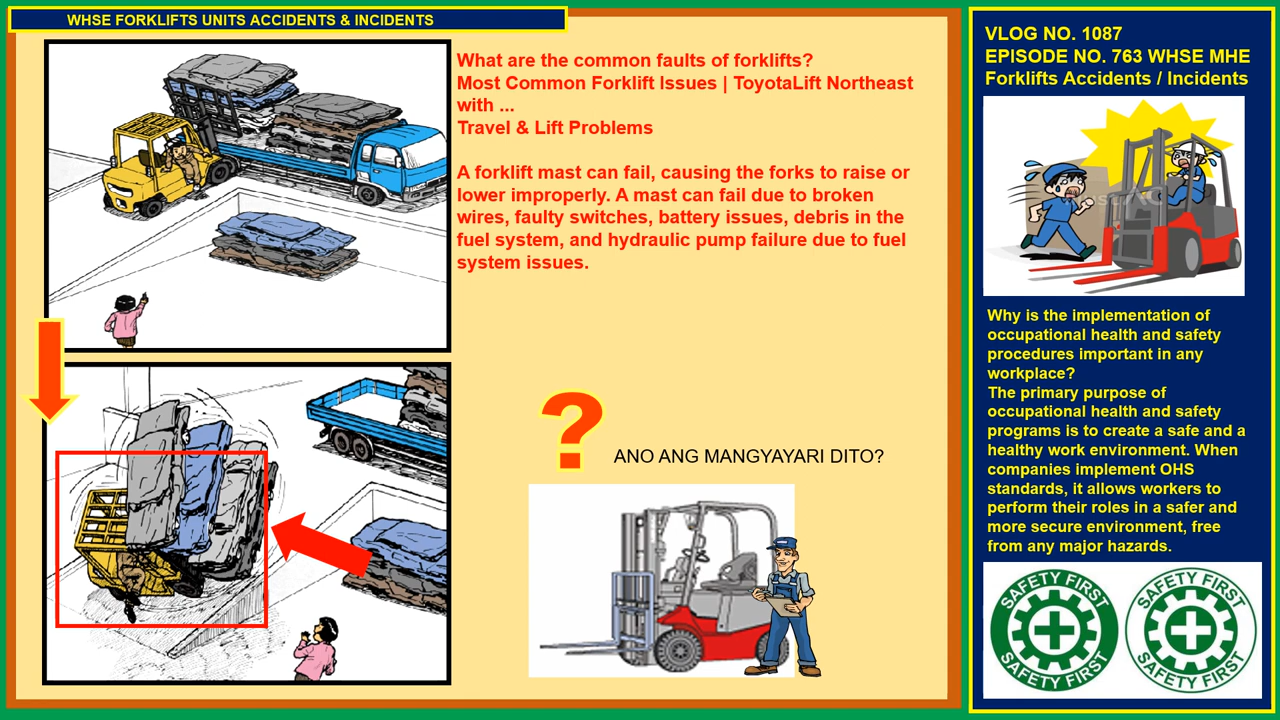 WHSE FORKLIFTS UNITS ACCIDENTS & INCIDENTS
What are the common faults of forklifts?
Most Common Forklift Issues | ToyotaLift Northeast
with ...
Travel & Lift Problems
A forklift mast can fail, causing the forks to raise or
lower improperly. A mast can fail due to broken
wires, faulty switches, battery issues, debris in the
fuel system, and hydraulic pump failure due to fuel
system issues.
?
ANO ANG MANGYAYARI DITO?
VLOG NO. 1087
EPISODE NO. 763 WHSE MHE
Forklifts Accidents / Incidents
Why is the implementation of
occupational health and safety
procedures important in any
workplace?
The primary purpose of
occupational health and safety
programs is to create a safe and a
healthy work environment. When
companies implement OHS
standards, it allows workers to
perform their roles in a safer and
more secure environment, free
from any major hazards.
SAFETY FIRST
SAFETY FIRST
SAFETY FIRST
SAFETY FIRST